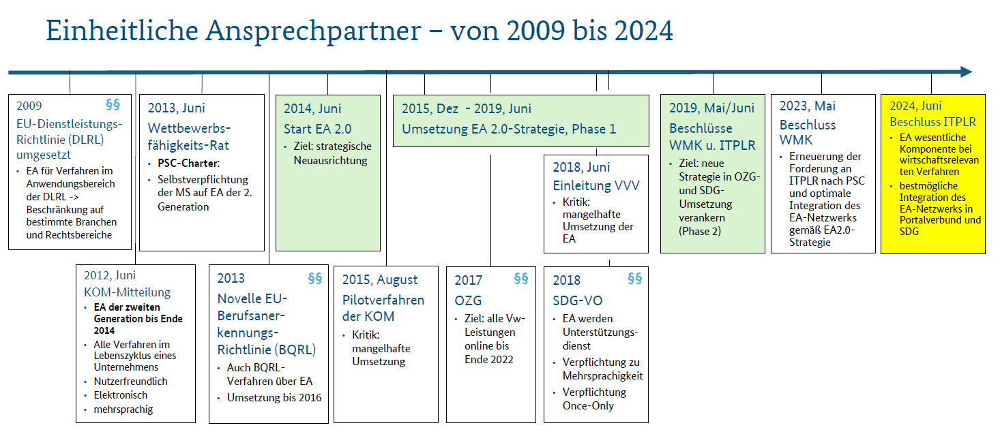 Einheitliche Ansprechpartner – von 2009 bis 2024
2009 §§
EU-Dienstleistungs-
Richtlinie (DLRL)
umgesetzt
• EA für Verfahren im
Anwendungsbereich
der DLRL ->
Beschränkung auf
bestimmte Branchen
und Rechtsbereiche
2012, Juni
KOM-Mitteilung
• EA der zweiten
Generation bis Ende
2014
• Alle Verfahren im
Lebenszyklus eines
Unternehmens
• Nutzerfreundlich
• Elektronisch
• mehrsprachig
2013, Juni
Wettbewerbs-
fähigkeits-Rat
• PSC-Charter:
• Selbstverpflichtung
der MS auf EA der 2.
Generation
2013 §§
Novelle EU-
Berufsaner-
kennungs-
Richtlinie (BQRL)
• Auch BQRL-
Verfahren über EA
• Umsetzung bis 2016
2014, Juni
Start EA 2.0
• Ziel: strategische
Neuausrichtung
2015, August
Pilotverfahren
der KOM
• Kritik:
mangelhafte
Umsetzung
2015, Dez - 2019, Juni
Umsetzung EA 2.0-Strategie, Phase 1
2017 §§
OZG
• Ziel: alle Vw-
Leistungen
online bis
Ende 2022
2018, Juni
Einleitung VVV
• Kritik:
mangelhafte
Umsetzung der
EA
2018 §§
SDG-VO
• EA werden
Unterstützungs-
dienst
• Verpflichtung zu
Mehrsprachigkeit
• Verpflichtung
Once-Only
2019, Mai/Juni
Beschlüsse
WMK u. ITPLR
• Ziel: neue
Strategie in OZG-
und SDG-
Umsetzung
verankern
(Phase 2)
2023, Mai
Beschluss
WMK
• Erneuerung der
Forderung an
ITPLR nach PSC
und optimale
Integration des
EA-Netzwerks
gemäß EA2.0-
Strategie
2024, Juni
Beschluss ITPLR
• EA wesentliche
Komponente bei
wirtschaftsrelevan
ten Verfahren
• bestmögliche
Integration des
EA-Netzwerks in
Portalverbund und
SDG